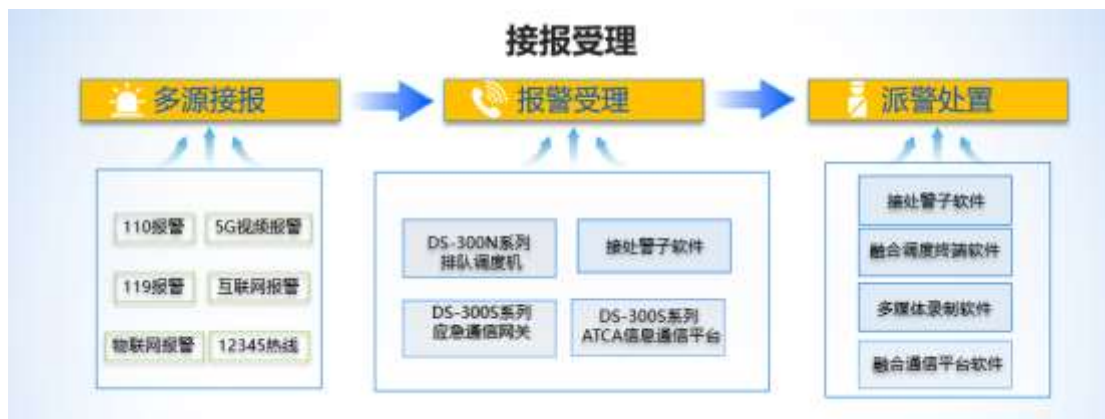 接报受理
多源接报
报警受理
派警处置
110报警
5G视频报警
119报警
互联网报警
物联网报警
12345热线
DS-300N系列
排队调度机
接处警子软件
DS-300S系列
应急通信网关
DS-300S系列
ATCA信息通信平台
接处警子软件
融合调度终端软件
多媒体录制软件
融合通信平台软件